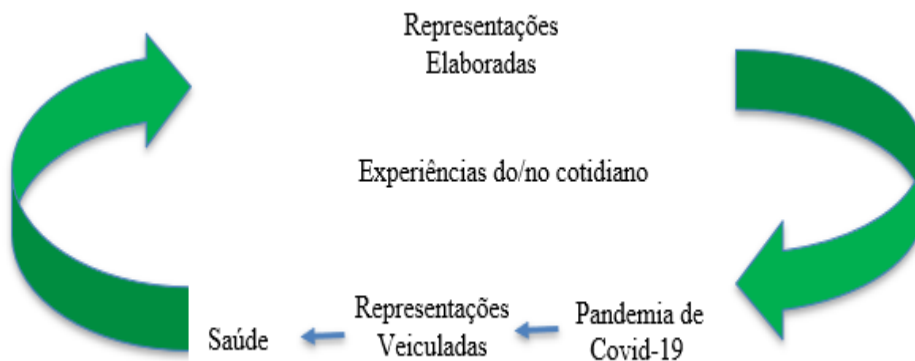 Representações
Elaboradas
Experiências do/no cotidiano
Saúde
Representações
Veiculadas
Pandemia de
Covid-19